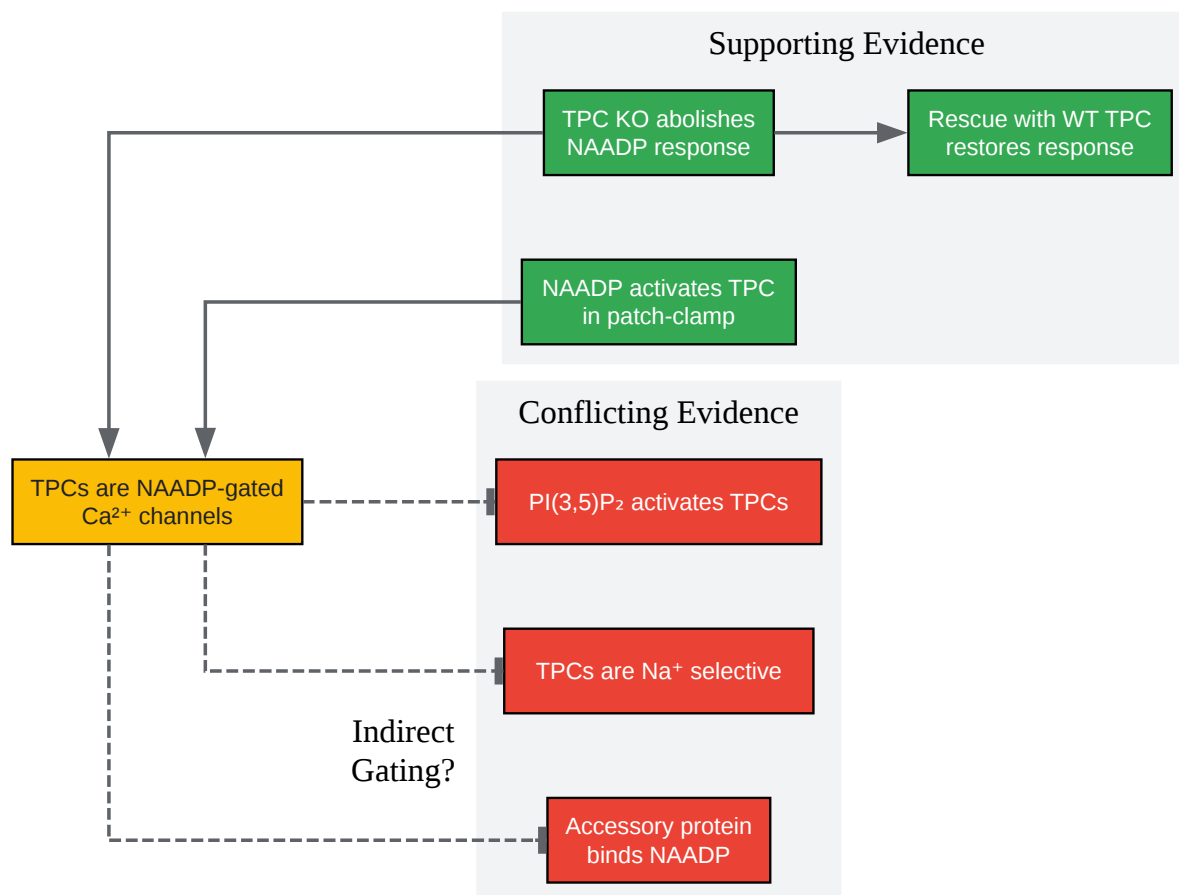 Supporting Evidence
TPC KO abolishes
NAADP response
Rescue with WT TPC
restores response
NAADP activates TPC
in patch-clamp
Conflicting Evidence
TPCs are NAADP-gated
Ca²⁺ channels
PI(3,5)P₂ activates TPCs
TPCs are Na⁺ selective
Indirect
Gating?
Accessory protein
binds NAADP